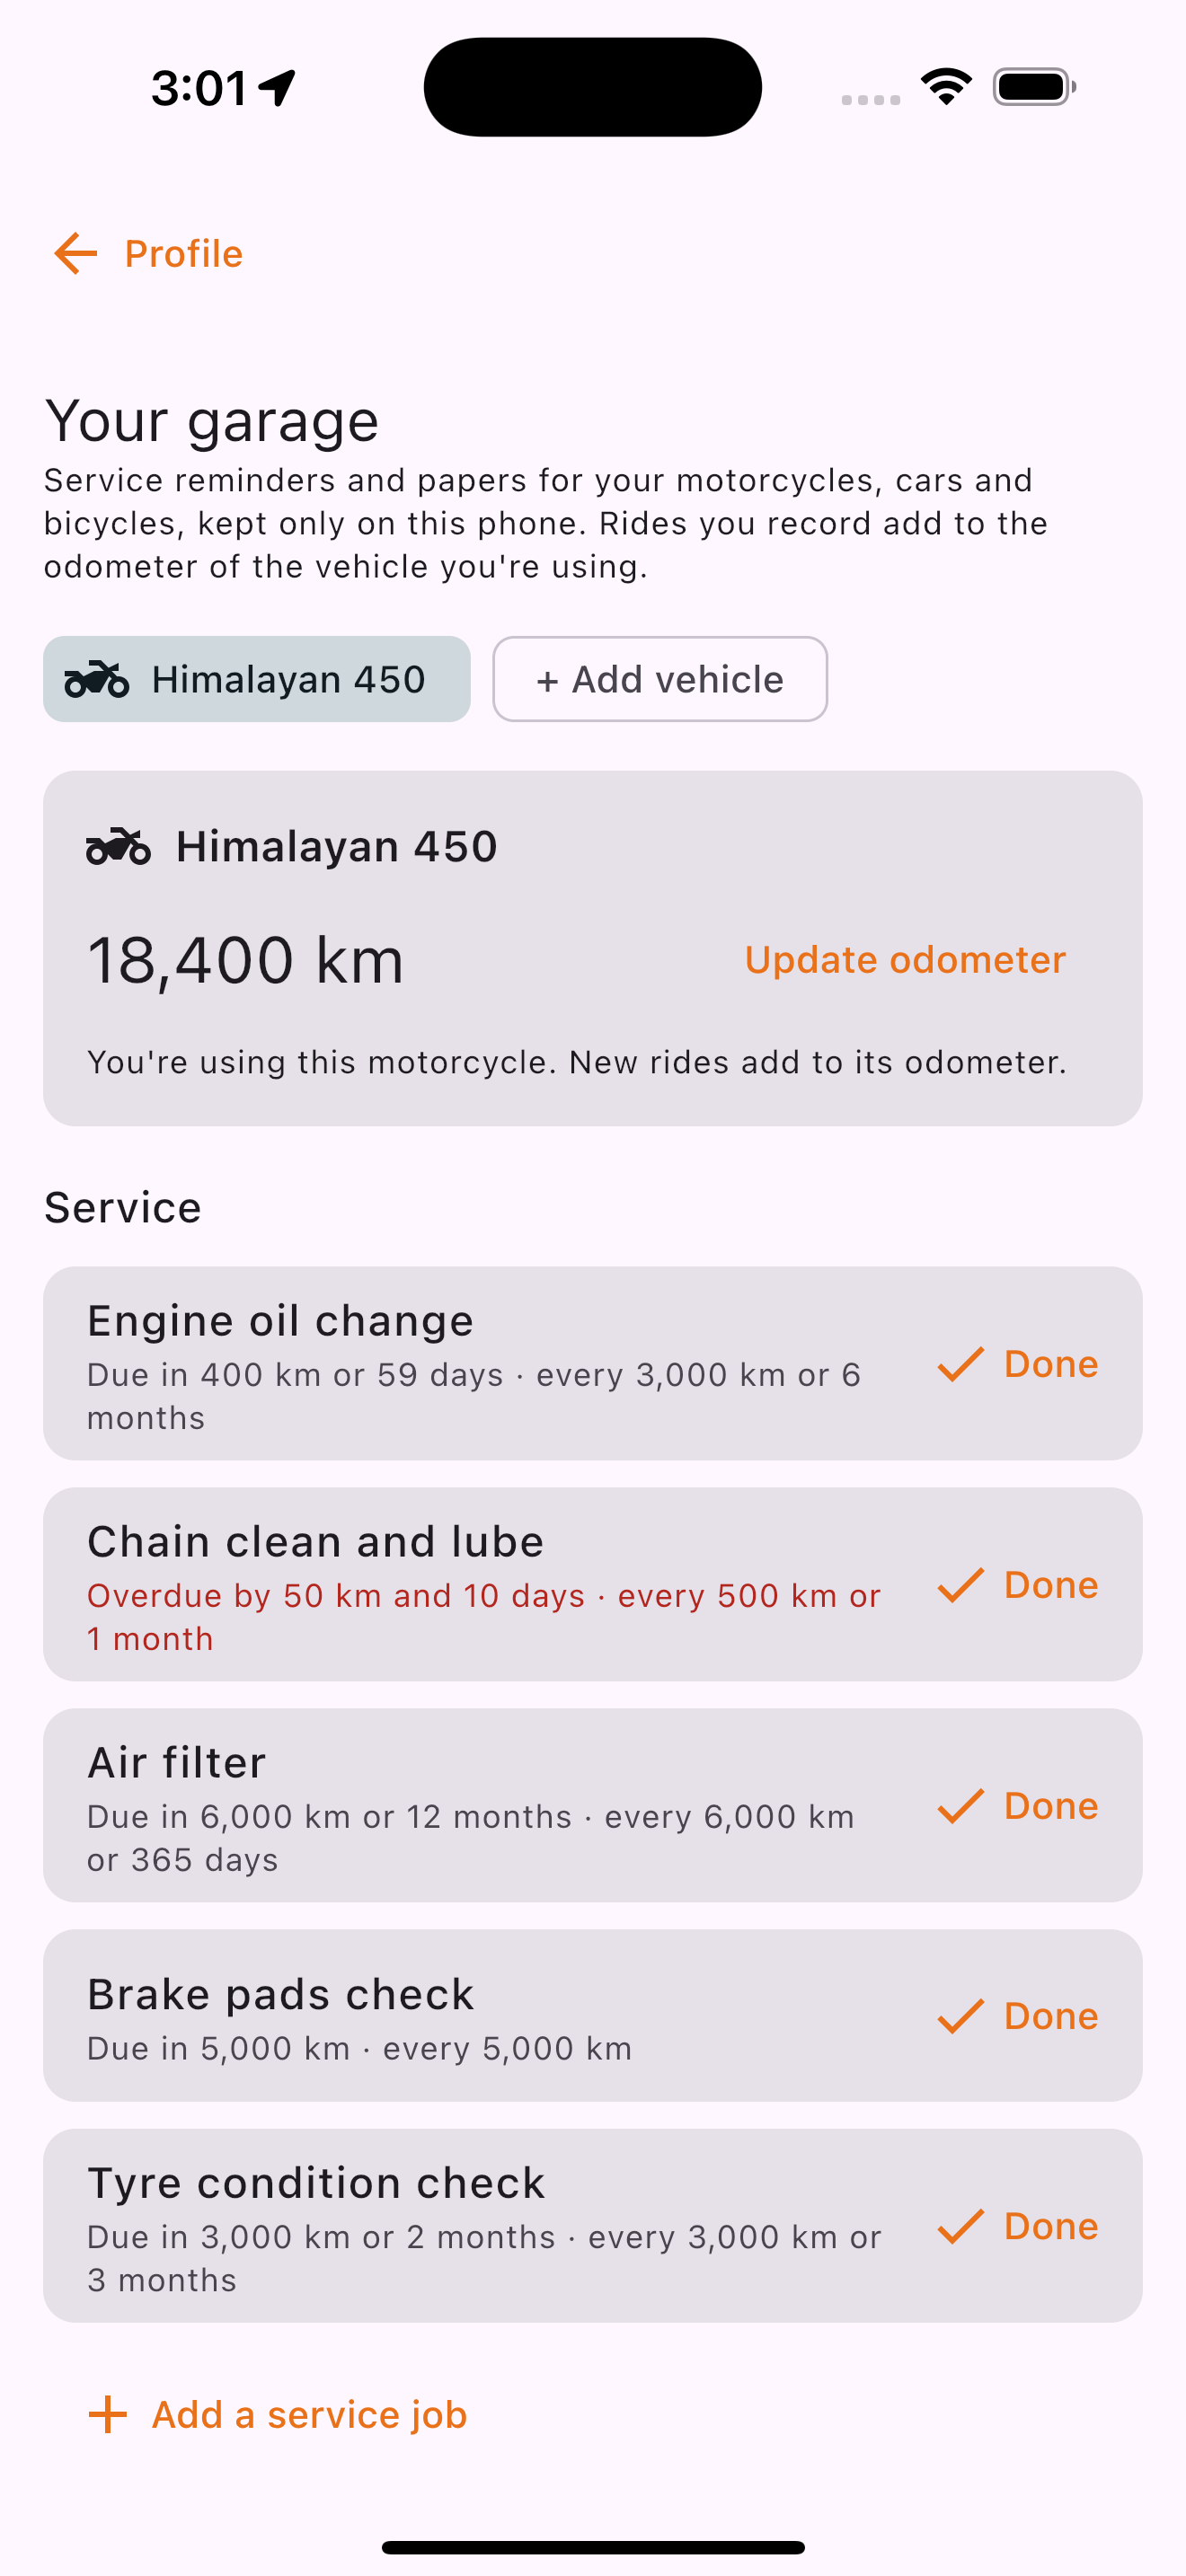 3:01
Profile
Your garage
Service reminders and papers for your motorcycles, cars and
bicycles, kept only on this phone. Rides you record add to the
odometer of the vehicle you're using.
Himalayan 450
+ Add vehicle
Himalayan 450
18,400 km
Update odometer
You're using this motorcycle. New rides add to its odometer.
Service
Engine oil change
Due in 400 km or 59 days · every 3,000 km or 6
months
Done
Chain clean and lube
Overdue by 50 km and 10 days · every 500 km or
1 month
Done
Air filter
Due in 6,000 km or 12 months · every 6,000 km
or 365 days
Done
Brake pads check
Due in 5,000 km · every 5,000 km
Done
Tyre condition check
Due in 3,000 km or 2 months · every 3,000 km or
3 months
Done
+ Add a service job